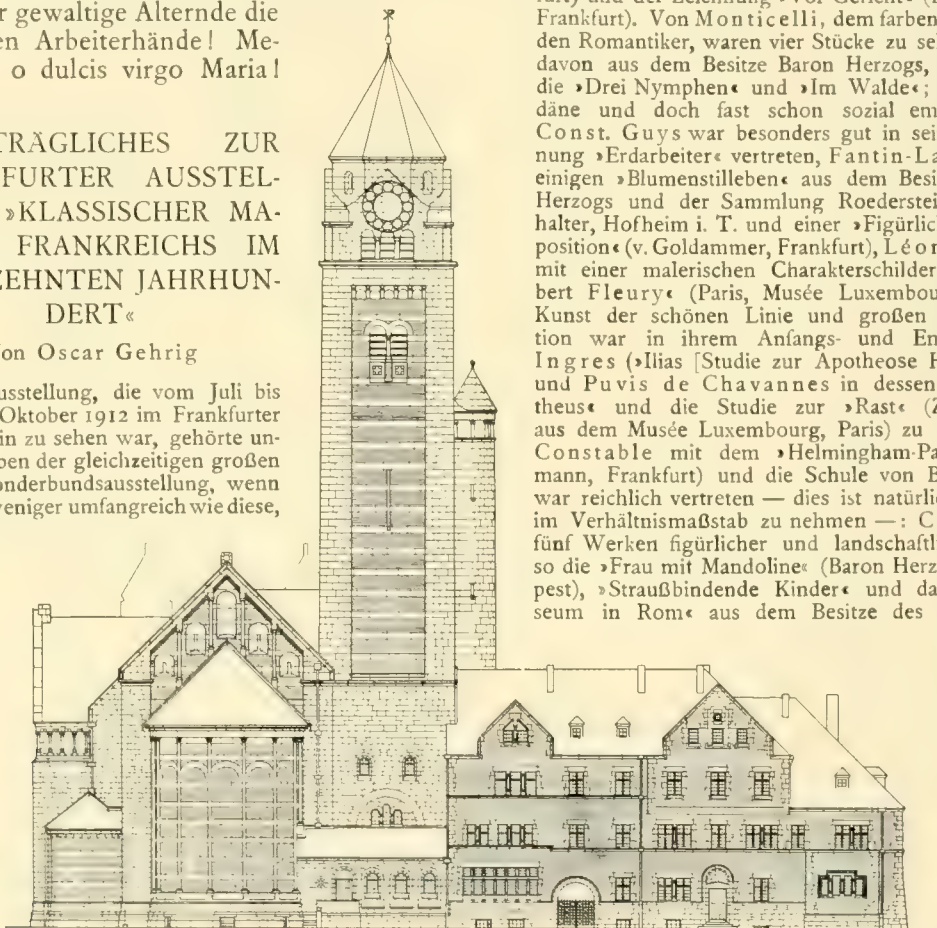 r gewaltige Alternde die
en Arbeiterhände! Me-
o dulcis virgo Maria!
TRÄGLICHES ZUR
FURTER AUSSTEL-
»KLASSISCHER MA-
FRANKREICHS IM
ZEHNTEN JAHRHUN-
DERT«
on Oscar Gehrig
usstellung, die vom Juli bis
Oktober 1912 im Frankfurter
in zu sehen war, gehörte un-
ben der gleichzeitigen großen
onderbundsausstellung, wenn
weniger umfangreich wie diese,
Frankfurt). Von Monticelli, dem farben
den Romantiker, waren vier Stücke zu se
davon aus dem Besitze Baron Herzogs,
die »Drei Nymphen« und »Im Walde«;
däne und doch fast schon sozial em
Const. Guys war besonders gut in sei
nung »Erdarbeiter« vertreten, Fantin-La
einigen »Blumenstilleben« aus dem Besi
Herzogs und der Sammlung Roederstei
halter, Hofheim i. T. und einer »Figürlic
position« (v. Goldammer, Frankfurt), Léon
mit einer malerischen Charakterschilder
bert Fleury« (Paris, Musée Luxembou
Kunst der schönen Linie und großen
tion war in ihrem Anfangs- und En
Ingres (»Ilias [Studie zur Apotheose H
und Puvis de Chavannes in dessen
theus« und die Studie zur »Rast« (Z
aus dem Musée Luxembourg, Paris) zu
Constable mit dem »Helmingham-Pa
mann, Frankfurt) und die Schule von B
war reichlich vertreten — dies ist natürli
im Verhältnismaßstab zu nehmen —: C
fünf Werken figürlicher und landschaftl
so die »Frau mit Mandoline« (Baron Herz
pest), »Straußbindende Kinder« und da
seum in Rom« aus dem Besitze des